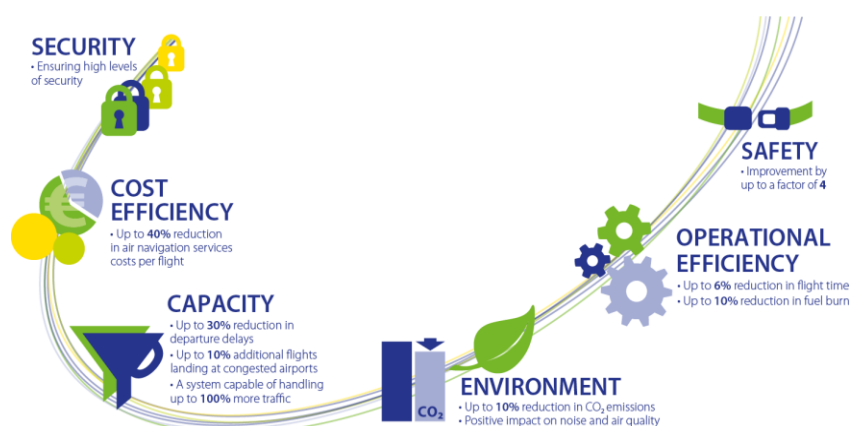 SECURITY
• Ensuring high levels
of security
COST
EFFICIENCY
• Up to 40% reduction
in air navigation services
costs per flight
CAPACITY
• Up to 30% reduction in
departure delays
• Up to 10% additional flights
landing at congested airports
• A system capable of handling
up to 100% more traffic
CO₂
ENVIRONMENT
• Up to 10% reduction in CO₂ emissions
• Positive impact on noise and air quality
OPERATIONAL
EFFICIENCY
• Up to 6% reduction in flight time
• Up to 10% reduction in fuel burn
SAFETY
• Improvement by
up to a factor of 4